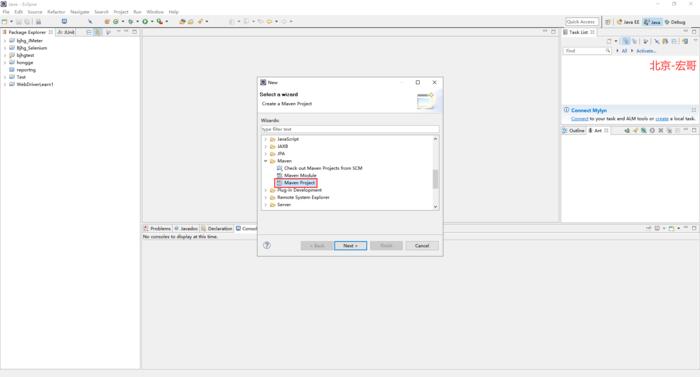 Java - Eclipse
File Edit Source Refactor Navigate Search Project Run Window Help
Quick Access
Java EE
Java
Debug
Package Explorer
JUnit
bjhg_JMeter
bjhg_Selenium
bjhgtest
hongge
reportng
Test
WebDriverLearn1
New
Select a wizard
Create a Maven Project
Wizards:
type filter text
JavaScript
JAXB
JPA
Maven
Check out Maven Projects from SCM
Maven Module
Maven Project
Plug-in Development
Remote System Explorer
Server
< Back
Next >
Finish
Cancel
Task List
Find
All
Activate...
北京-宏哥
Connect Mylyn
Connect to your task and ALM tools or create a local task.
Outline
Ant
Problems
Javadoc
Declaration
No consoles to display at this time.